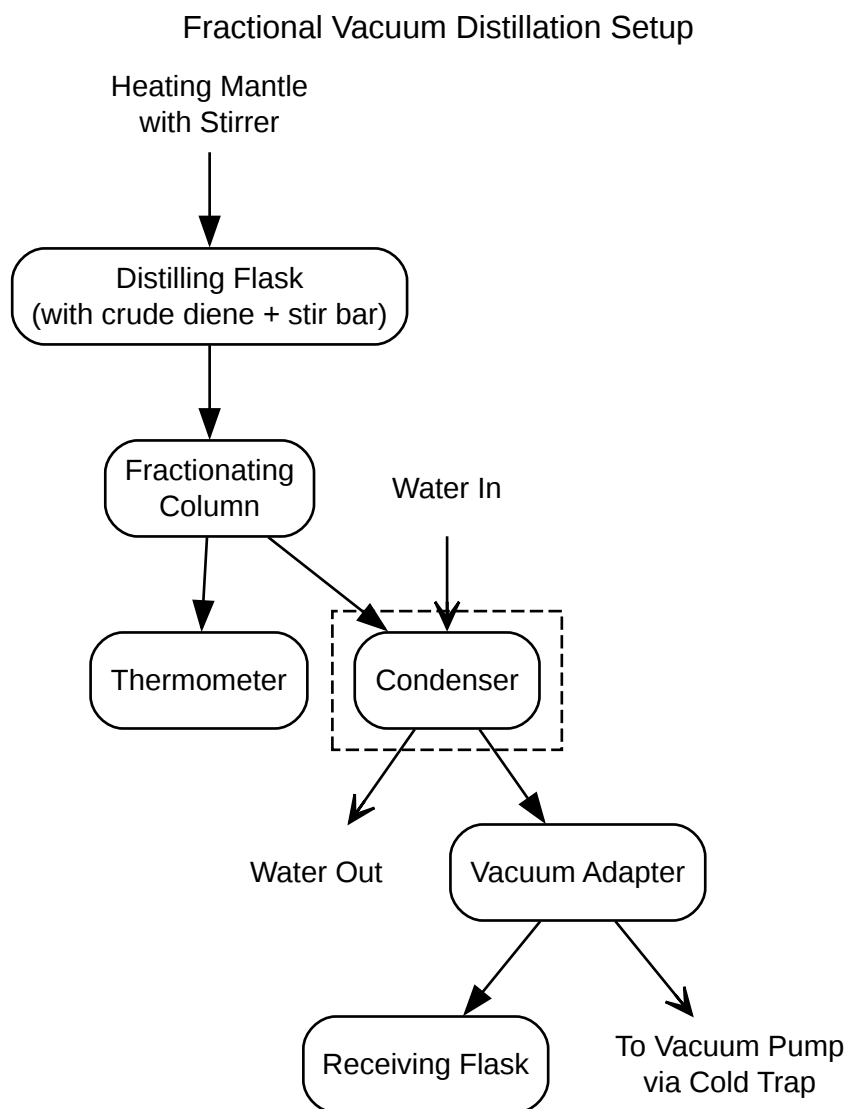 Fractional Vacuum Distillation Setup
Heating Mantle
with Stirrer
Distilling Flask
(with crude diene + stir bar)
Fractionating
Column
Water In
Thermometer
Condenser
Water Out
Vacuum Adapter
Receiving Flask
To Vacuum Pump
via Cold Trap